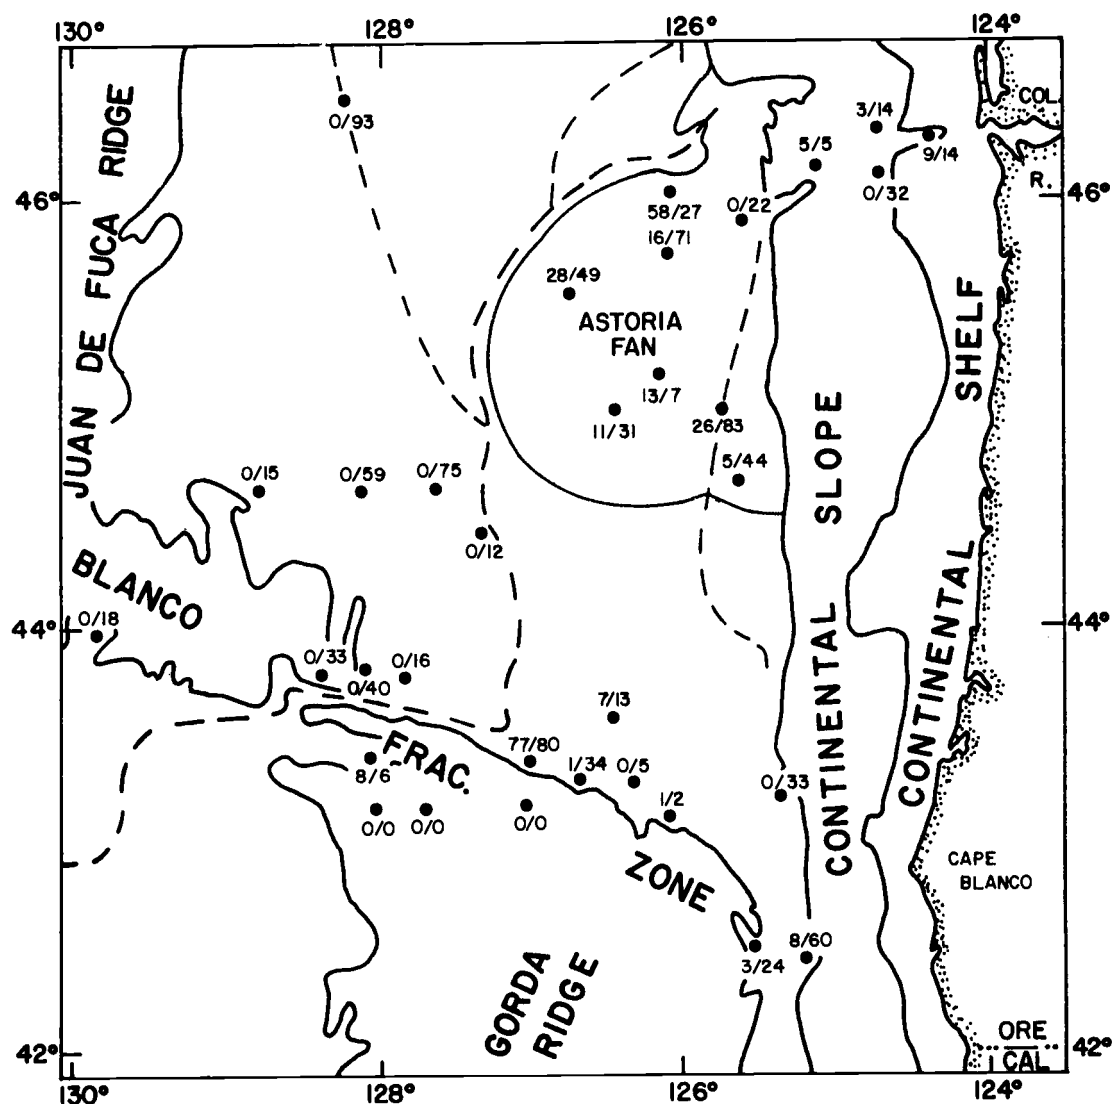 130°
128°
126°
124°
COL.
R.
0/93
3/14
5/5
9/14
0/32
46°
46°
58/27
0/22
16/71
28/49
ASTORIA
FAN
13/7
11/31
26/83
5/44
JUAN DE FUCA RIDGE
0/15
0/59
0/75
0/12
CONTINENTAL SLOPE
CONTINENTAL SHELF
BLANCO
FRAC.
ZONE
0/18
44°
44°
0/33
0/40
0/16
7/13
77/80
1/34
0/5
0/33
8/6
0/0
0/0
0/0
1/2
CAPE
BLANCO
3/24
8/60
GORDA
RIDGE
ORE
CAL
42°
42°
130°
128°
126°
124°